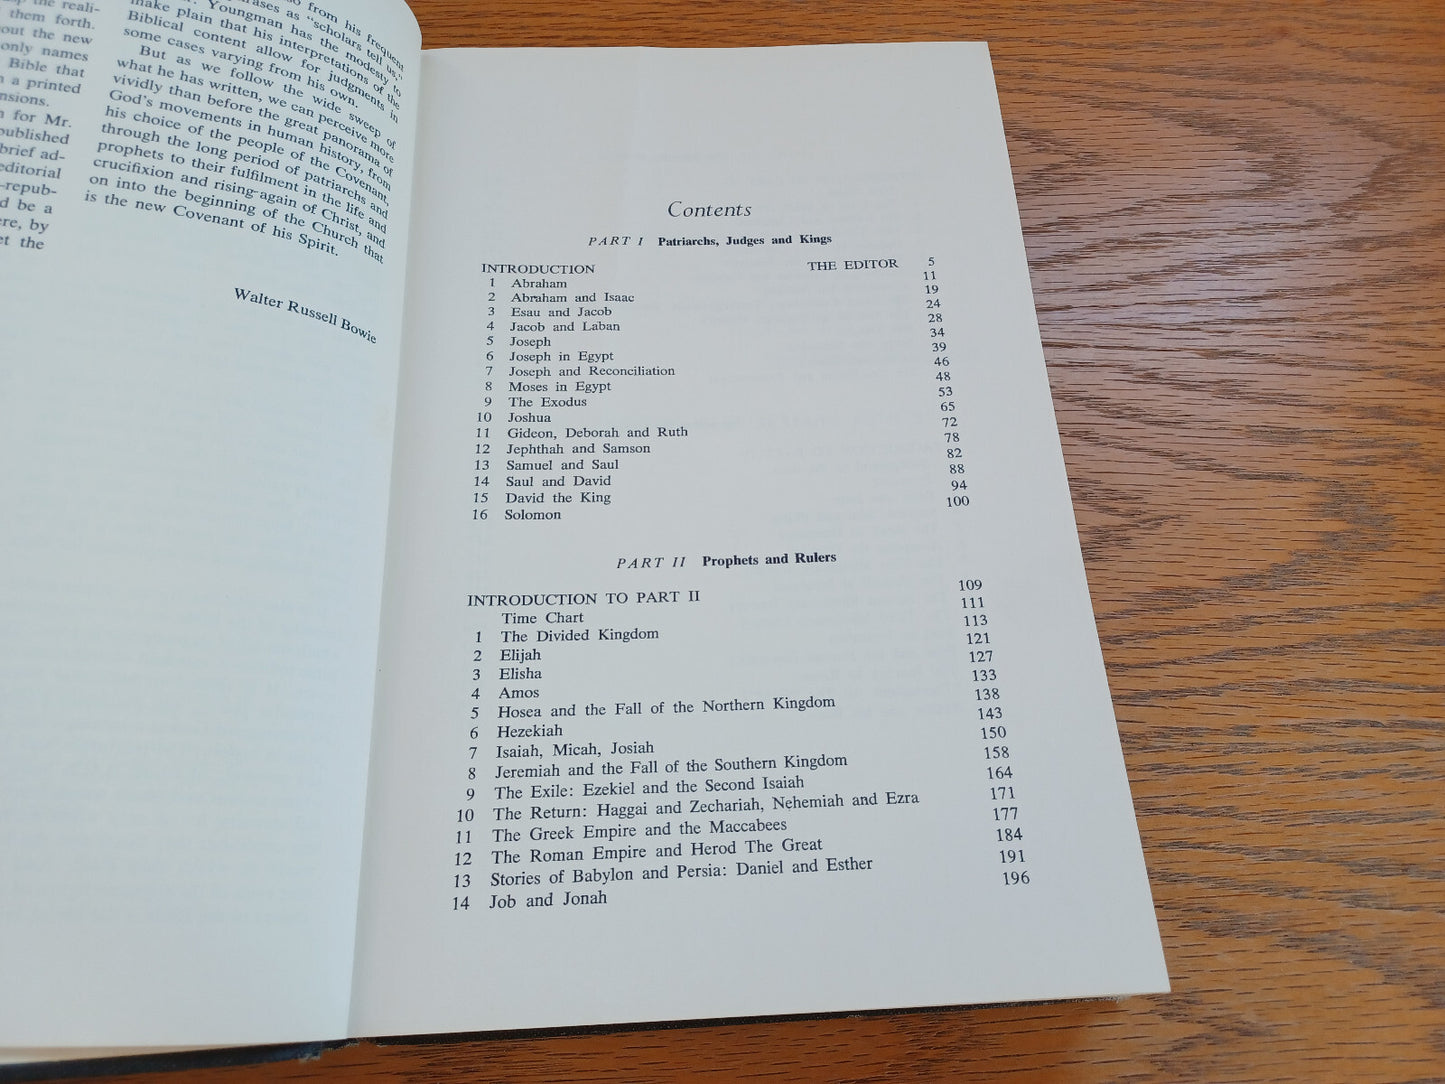 the reali-
them forth.
out the new
only names
Bible that
a printed
nsions.
n for Mr.
published
brief ad-
editorial
-repub-
d be a
ere, by
et the
so from his frequent
phrases as "scholars tell us,"
Youngman has the modesty to
make plain that his interpretations of the
Biblical content allow for judgments in
some cases varying from his own.
But as we follow the wide sweep of
what he has written, we can perceive more
vividly than before the great panorama of
God's movements in human history, from
his choice of the people of the Covenant,
through the long period of patriarchs and
prophets to their fulfilment in the life and
crucifixion and rising-again of Christ, and
on into the beginning of the Church that
is the new Covenant of his Spirit.
Walter Russell Bowie
Contents
PART I Patriarchs, Judges and Kings
INTRODUCTION THE EDITOR 5
1 Abraham 11
2 Abraham and Isaac 19
3 Esau and Jacob 24
4 Jacob and Laban 28
5 Joseph 34
6 Joseph in Egypt 39
7 Joseph and Reconciliation 46
8 Moses in Egypt 48
9 The Exodus 53
10 Joshua 65
11 Gideon, Deborah and Ruth 72
12 Jephthah and Samson 78
13 Samuel and Saul 82
14 Saul and David 88
15 David the King 94
16 Solomon 100
PART II Prophets and Rulers
INTRODUCTION TO PART II 109
Time Chart 111
1 The Divided Kingdom 113
2 Elijah 121
3 Elisha 127
4 Amos 133
5 Hosea and the Fall of the Northern Kingdom 138
6 Hezekiah 143
7 Isaiah, Micah, Josiah 150
8 Jeremiah and the Fall of the Southern Kingdom 158
9 The Exile: Ezekiel and the Second Isaiah 164
10 The Return: Haggai and Zechariah, Nehemiah and Ezra 171
11 The Greek Empire and the Maccabees 177
12 The Roman Empire and Herod The Great 184
13 Stories of Babylon and Persia: Daniel and Esther 191
14 Job and Jonah 196